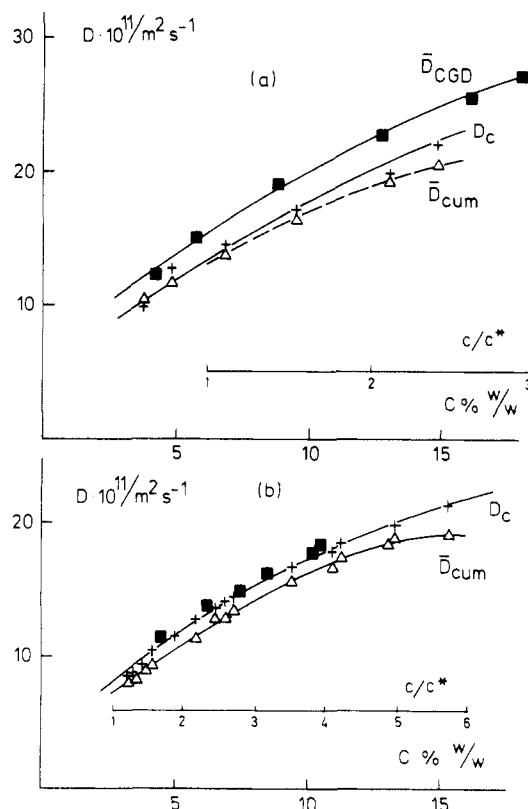 30
D · 10¹¹/m² s⁻¹
(a)
D̄CGD
Dc
D̄cum
20
10
c/c*
1 2 3
C % w/w
5 10 15
D · 10¹¹/m² s⁻¹
(b)
20
Dc
D̄cum
10
c/c*
1 2 3 4 5 6
C % w/w
5 10 15